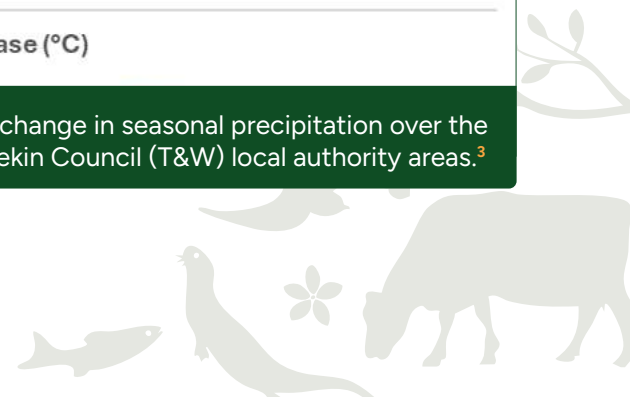 ase (°C)
change in seasonal precipitation over the
ekin Council (T&W) local authority areas.³